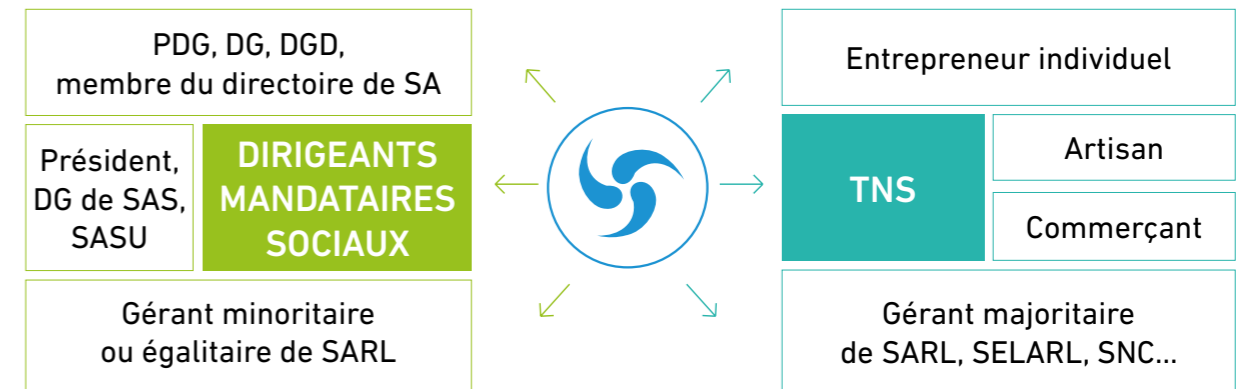 PDG, DG, DGD,
membre du directoire de SA
Président,
DG de SAS,
SASU
DIRIGEANTS
MANDATAIRES
SOCIAUX
Gérant minoritaire
ou égalitaire de SARL
Entrepreneur individuel
TNS
Artisan
Commerçant
Gérant majoritaire
de SARL, SELARL, SNC...